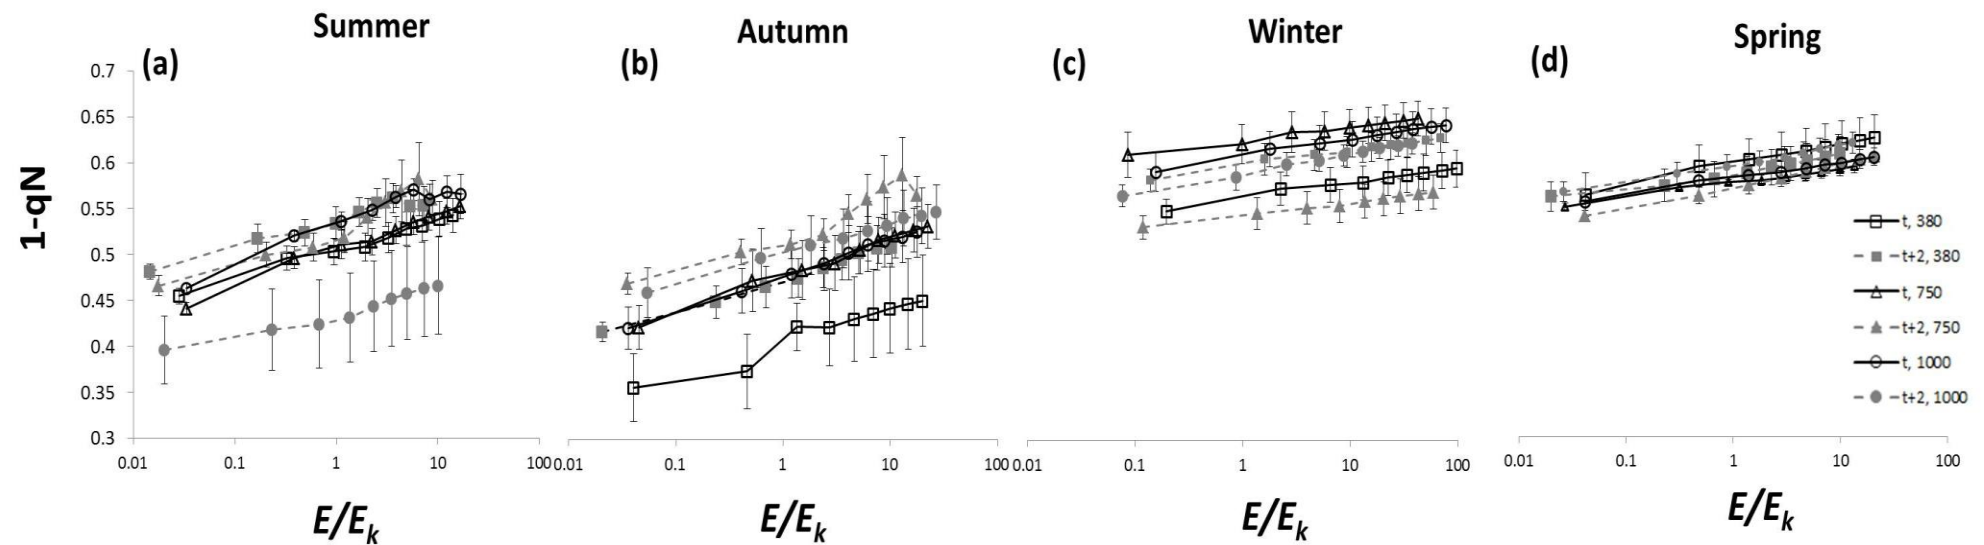 Summer
Autumn
Winter
Spring
(a)
(b)
(c)
(d)
1-qN
0.7
0.65
0.6
0.55
0.5
0.45
0.4
0.35
0.3
0.01 0.1 1 10 100
0.01 0.1 1 10 100
0.01 0.1 1 10 100
0.01 0.1 1 10 100
E/Ek
E/Ek
E/Ek
E/Ek
t, 380
t+2, 380
t, 750
t+2, 750
t, 1000
t+2, 1000